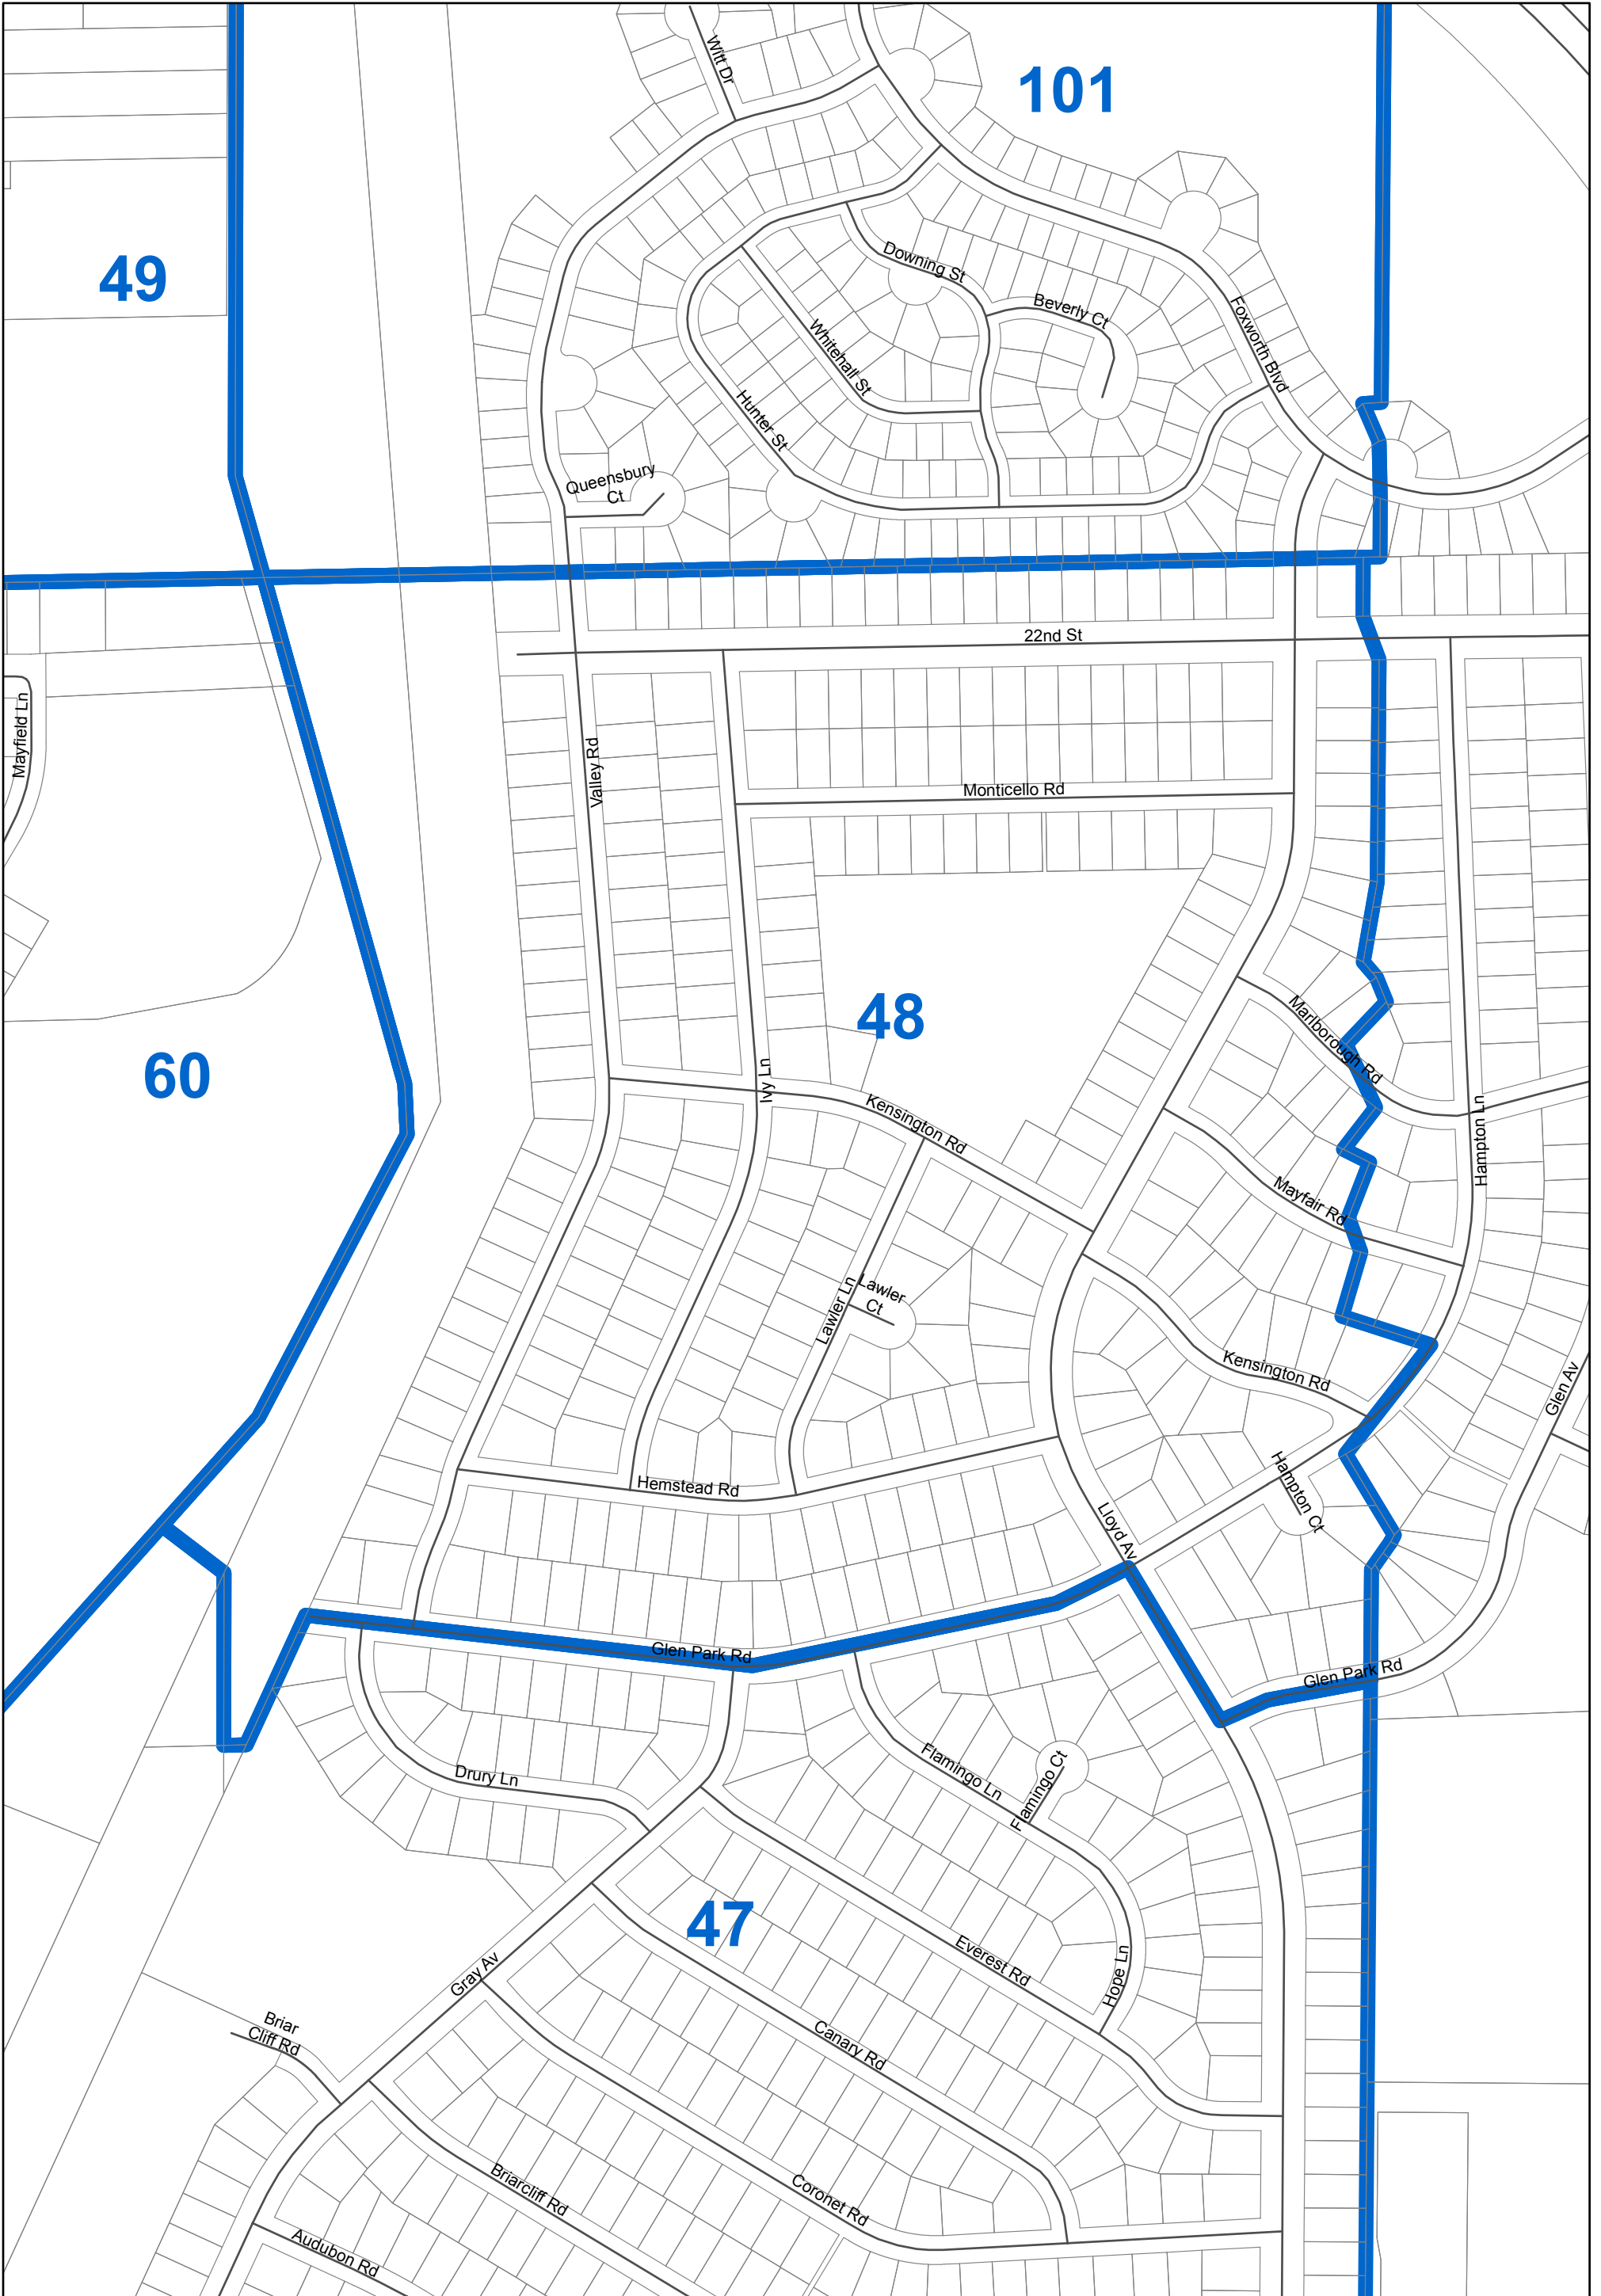 Witt Dr
101
49
Downing St
Beverly Ct
Foxworth Blvd
Whitehall St
Hunter St
Queensbury
Ct
22nd St
Mayfield Ln
Valley Rd
Monticello Rd
48
Marlborough Rd
60
Ivy Ln
Kensington Rd
Hampton Ln
Mayfair Rd
Lawler Ln
Lawler
Ct
Kensington Rd
Glen Av
Hemstead Rd
Hampton Ct
Lloyd Av
Glen Park Rd
Glen Park Rd
Drury Ln
Flamingo Ln
Flamingo Ct
47
Everest Rd
Hope Ln
Gray Av
Briar
Cliff Rd
Canary Rd
Coronet Rd
Briarcliff Rd
Audubon Rd